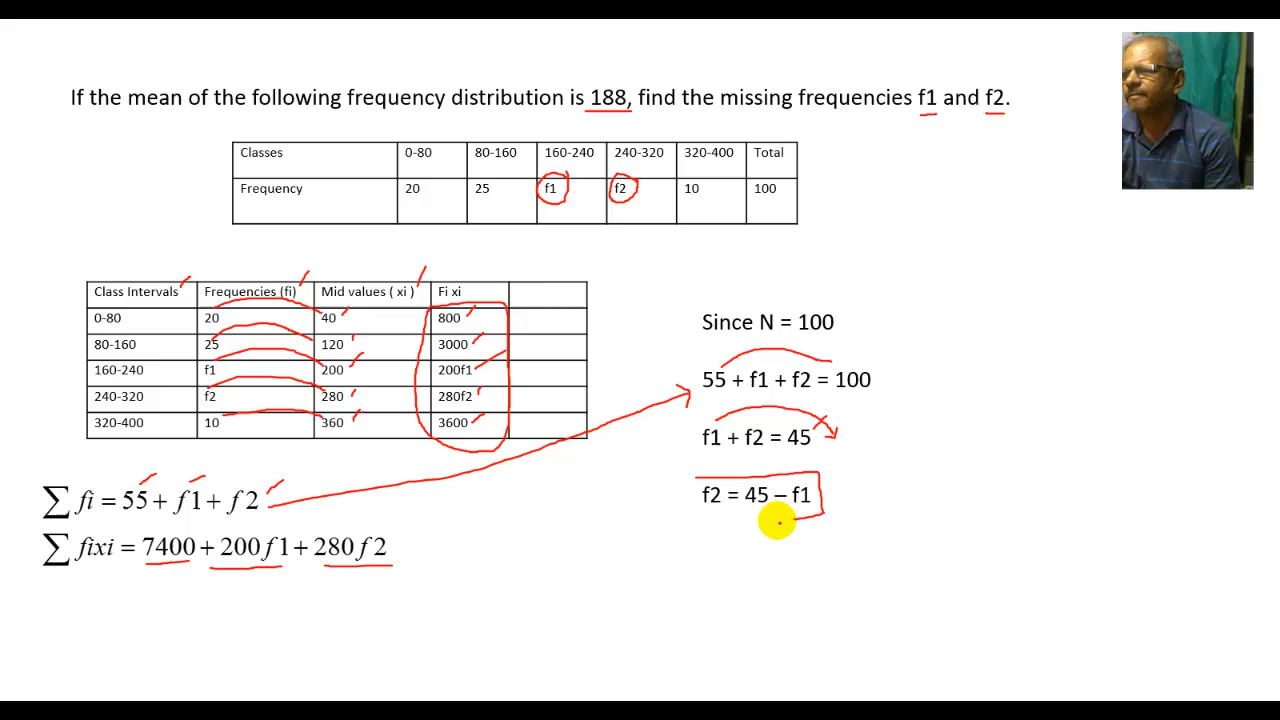 If the mean of the following frequency distribution is 188, find the missing frequencies f1 and f2.
Classes 0-80 80-160 160-240 240-320 320-400 Total
Frequency 20 25 f1 f2 10 100
Class Intervals Frequencies (fi) Mid values ( xi ) Fi xi
0-80 20 40 800
80-160 25 120 3000
160-240 f1 200 200f1
240-320 f2 280 280f2
320-400 10 360 3600
∑ fi = 55 + f1 + f2
∑ fixi = 7400 + 200f1 + 280f2
Since N = 100
55 + f1 + f2 = 100
f1 + f2 = 45
f2 = 45 – f1